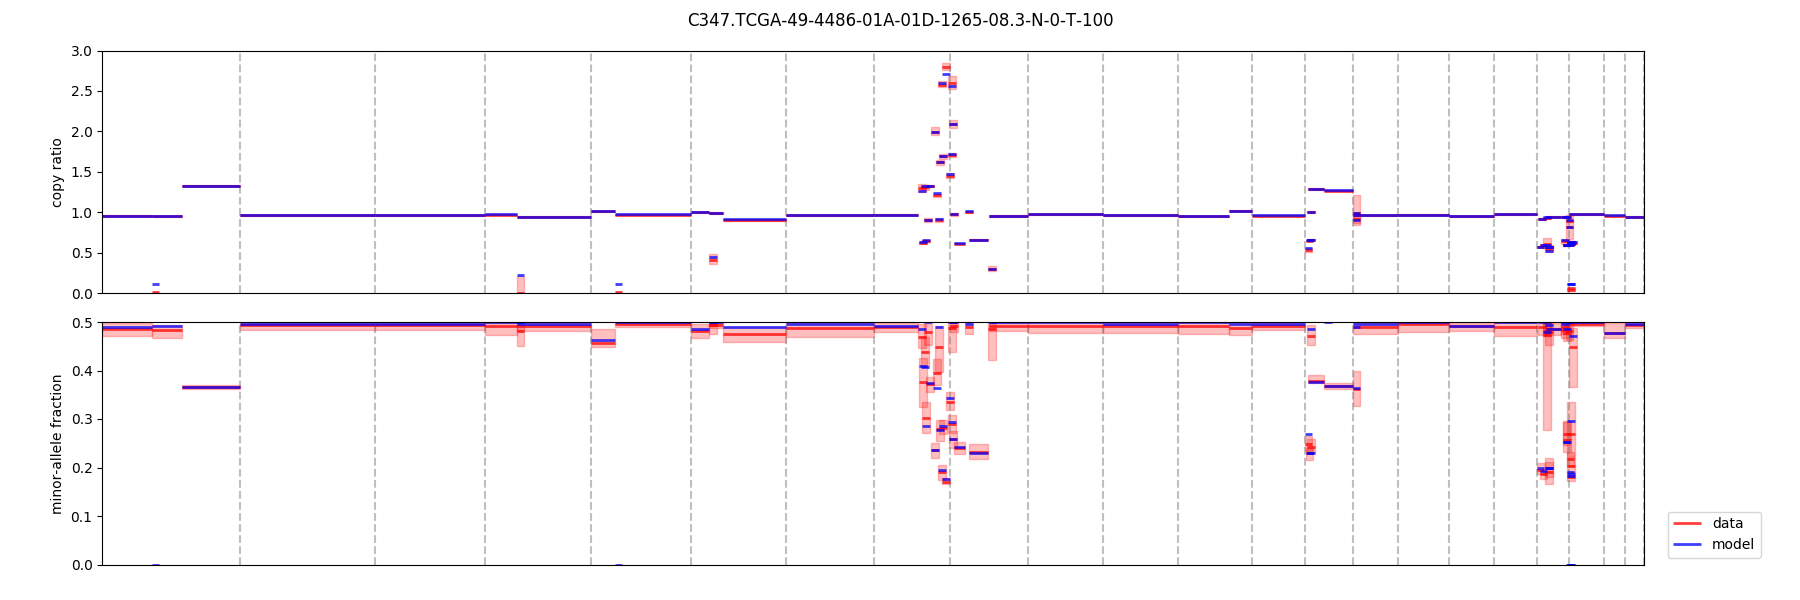 C347.TCGA-49-4486-01A-01D-1265-08.3-N-0-T-100
copy ratio
3.0
2.5
2.0
1.5
1.0
0.5
0.0
minor-allele fraction
0.5
0.4
0.3
0.2
0.1
0.0
data
model